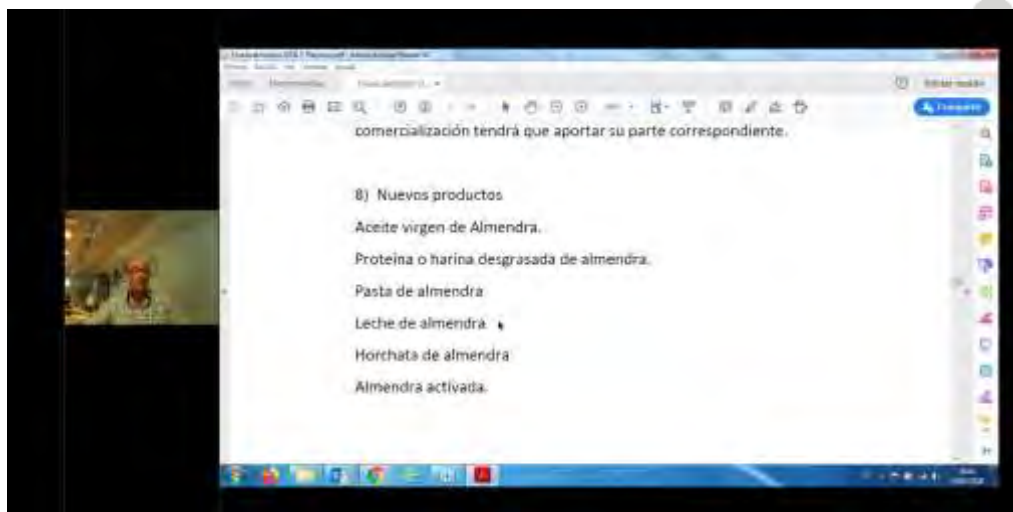 comercialización tendrá que aportar su parte correspondiente.
8) Nuevos productos
Aceite virgen de Almendra.
Proteína o harina desgrasada de almendra.
Pasta de almendra
Leche de almendra
Horchata de almendra
Almendra activada.